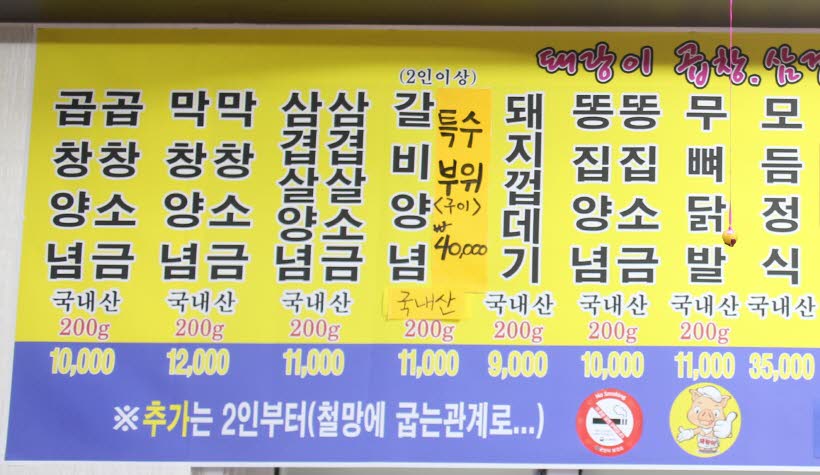 돼랑이 곱창.삼겹
(2인이상)
곱창양념 곱창소금
국내산
200g
10,000
막창양념 막창소금
국내산
200g
12,000
삼겹살양념 삼겹살소금
국내산
200g
11,000
갈비양념
국내산
200g
11,000
특수
부위
<구이>
40,000
돼지껍데기
국내산
200g
9,000
똥집양념 똥집소금
국내산
200g
10,000
무뼈닭발
국내산
200g
11,000
모듬정식
국내산
35,000
※추가는 2인부터(철망에 굽는관계로...)
No Smoking